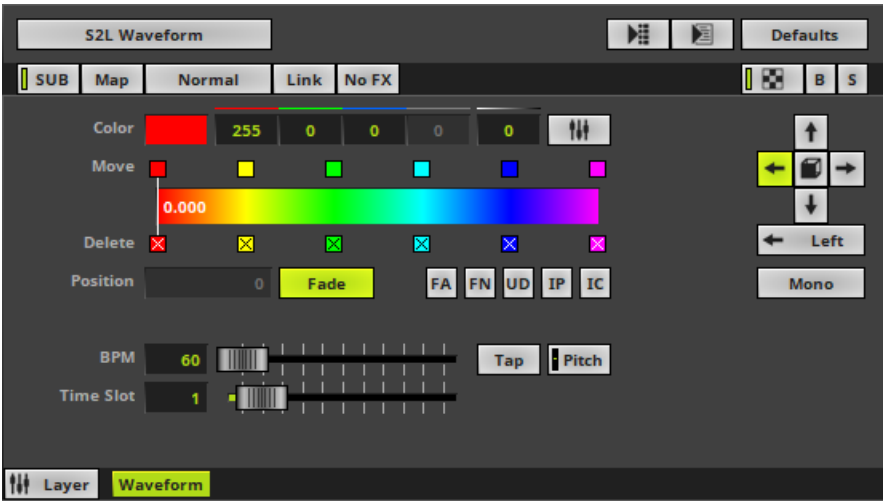 S2L Waveform Defaults
SUB Map Normal Link No FX B S
Color 255 0 0 0 0
Move
0.000
Delete Left
Position 0 Fade FA FN UD IP IC Mono
BPM 60 Tap Pitch
Time Slot 1
Layer Waveform